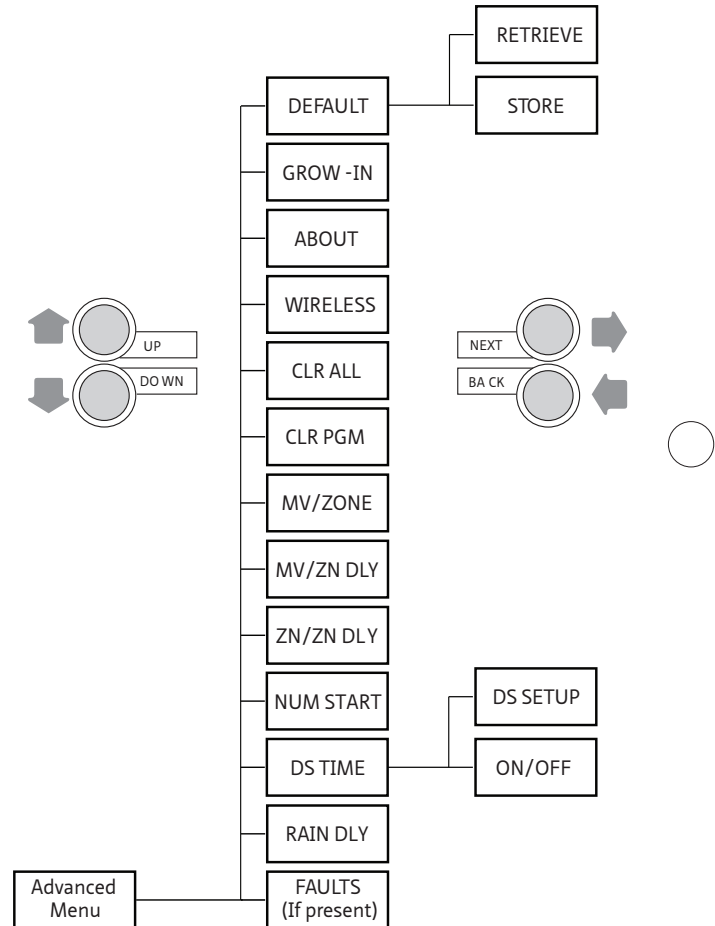 RETRIEVE
DEFAULT
STORE
GROW -IN
ABOUT
WIRELESS
UP
NEXT
DO WN
CLR ALL
BA CK
CLR PGM
MV/ZONE
MV/ZN DLY
ZN/ZN DLY
NUM START
DS SETUP
DS TIME
ON/OFF
RAIN DLY
Advanced
Menu
FAULTS
(If present)